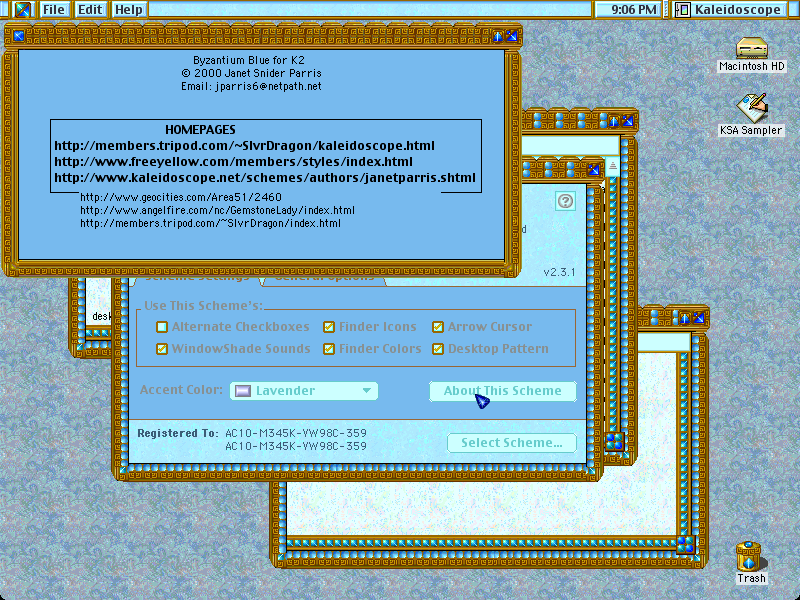 File Edit Help 9:06 PM Kaleidoscope
Byzantium Blue for K2
© 2000 Janet Snider Parris
Email: jparris6@netpath.net
HOMEPAGES
http://members.tripod.com/~SlvrDragon/kaleidoscope.html
http://www.freeyellow.com/members/styles/index.html
http://www.kaleidoscope.net/schemes/authors/janetparris.shtml
http://www.geocities.com/Area51/2460
http://www.angelfire.com/nc/GemstoneLady/index.html
http://members.tripod.com/~SlvrDragon/index.html
Macintosh HD
KSA Sampler
?
v2.3.1
Scheme Settings General Options
Use This Scheme's:
Alternate Checkboxes Finder Icons Arrow Cursor
WindowShade Sounds Finder Colors Desktop Pattern
Accent Color: Lavender About This Scheme
Registered To: AC10-M345K-YW98C-359
AC10-M345K-YW98C-359
Select Scheme...
Trash